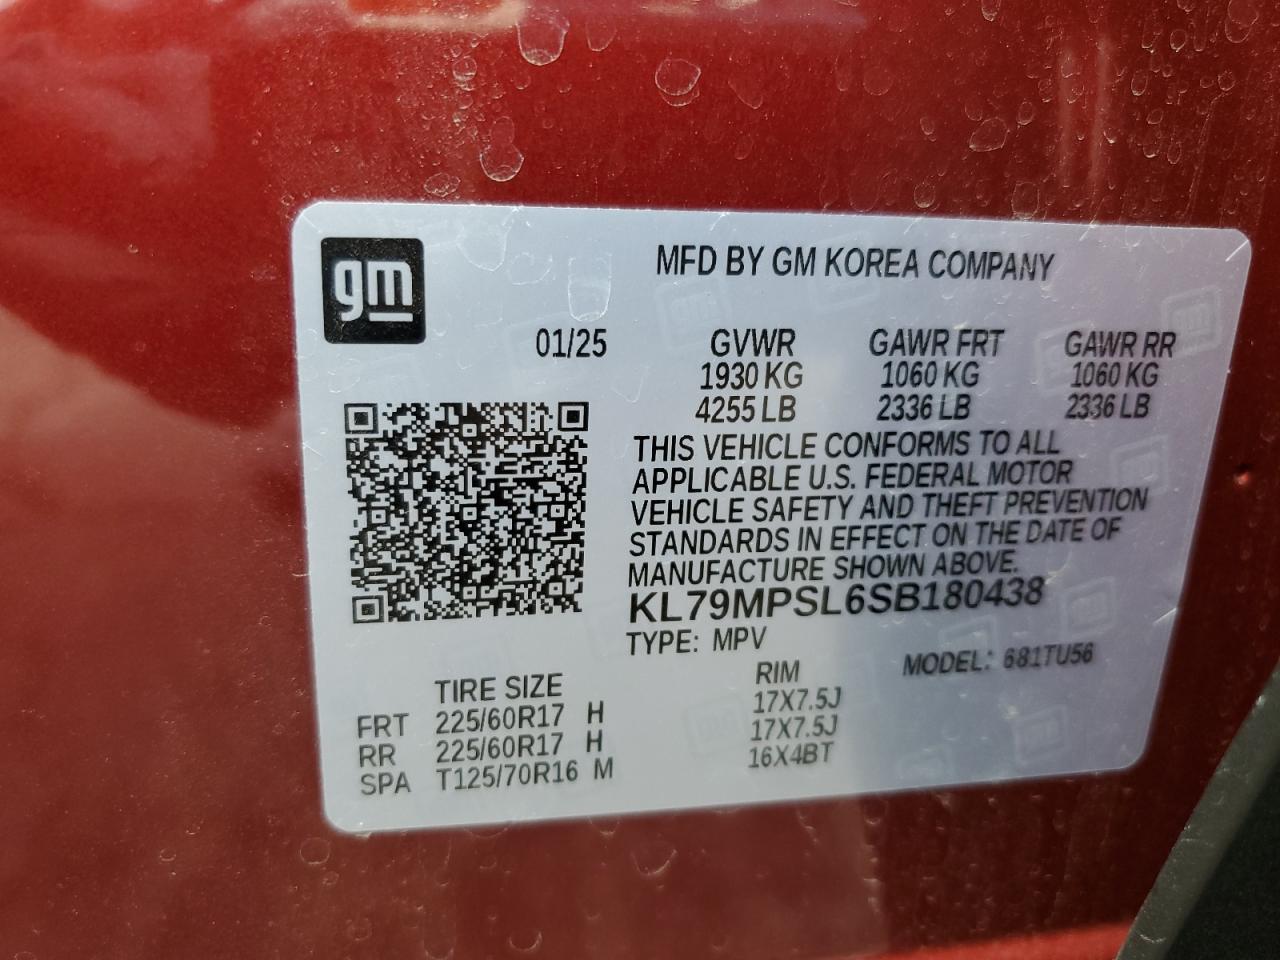 gm
MFD BY GM KOREA COMPANY
01/25 GVWR GAWR FRT GAWR RR
1930 KG 1060 KG 1060 KG
4255 LB 2336 LB 2336 LB
THIS VEHICLE CONFORMS TO ALL
APPLICABLE U.S. FEDERAL MOTOR
VEHICLE SAFETY AND THEFT PREVENTION
STANDARDS IN EFFECT ON THE DATE OF
MANUFACTURE SHOWN ABOVE.
KL79MPSL6SB180438
TYPE: MPV MODEL: 681TU56
TIRE SIZE RIM
FRT 225/60R17 H 17X7.5J
RR 225/60R17 H 17X7.5J
SPA T125/70R16 M 16X4BT